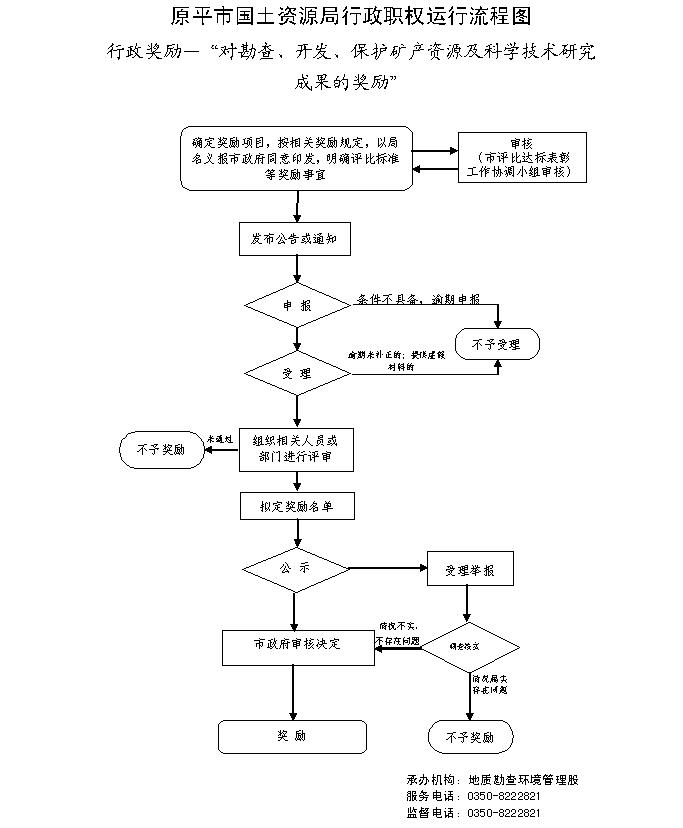 原平市国土资源局行政职权运行流程图
行政奖励—“对勘查、开发、保护矿产资源及科学技术研究
成果的奖励”
确定奖励项目，按相关奖励规定，以局
名义报市政府同意印发，明确评比标准
等奖励事宜
审核
（市评比达标表彰
工作协调小组审核）
发布公告或通知
申 报
条件不具备，逾期申报
不予受理
受 理
逾期未补正的；提供虚假
材料的
组织相关人员或
部门进行评审
未通过
不予奖励
拟定奖励名单
公 示
受理举报
市政府审核决定
情况不实，
不存在问题
调查核实
情况属实
存在问题
奖 励
不予奖励
承办机构：地质勘查环境管理股
服务电话：0350-8222821
监督电话：0350-8222821